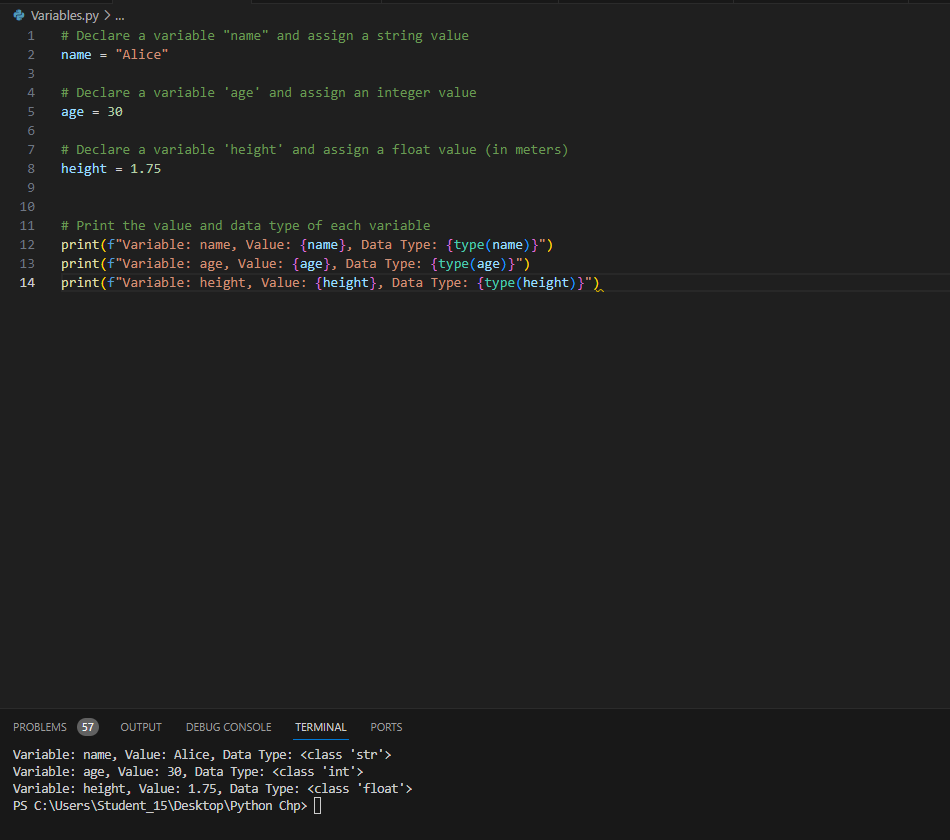 Variables.py > ...
1 # Declare a variable "name" and assign a string value
2 name = "Alice"
3
4 # Declare a variable 'age' and assign an integer value
5 age = 30
6
7 # Declare a variable 'height' and assign a float value (in meters)
8 height = 1.75
9
10
11 # Print the value and data type of each variable
12 print(f"Variable: name, Value: {name}, Data Type: {type(name)}")
13 print(f"Variable: age, Value: {age}, Data Type: {type(age)}")
14 print(f"Variable: height, Value: {height}, Data Type: {type(height)}")
PROBLEMS 57 OUTPUT DEBUG CONSOLE TERMINAL PORTS
Variable: name, Value: Alice, Data Type: <class 'str'>
Variable: age, Value: 30, Data Type: <class 'int'>
Variable: height, Value: 1.75, Data Type: <class 'float'>
PS C:\Users\Student_15\Desktop\Python Chp>